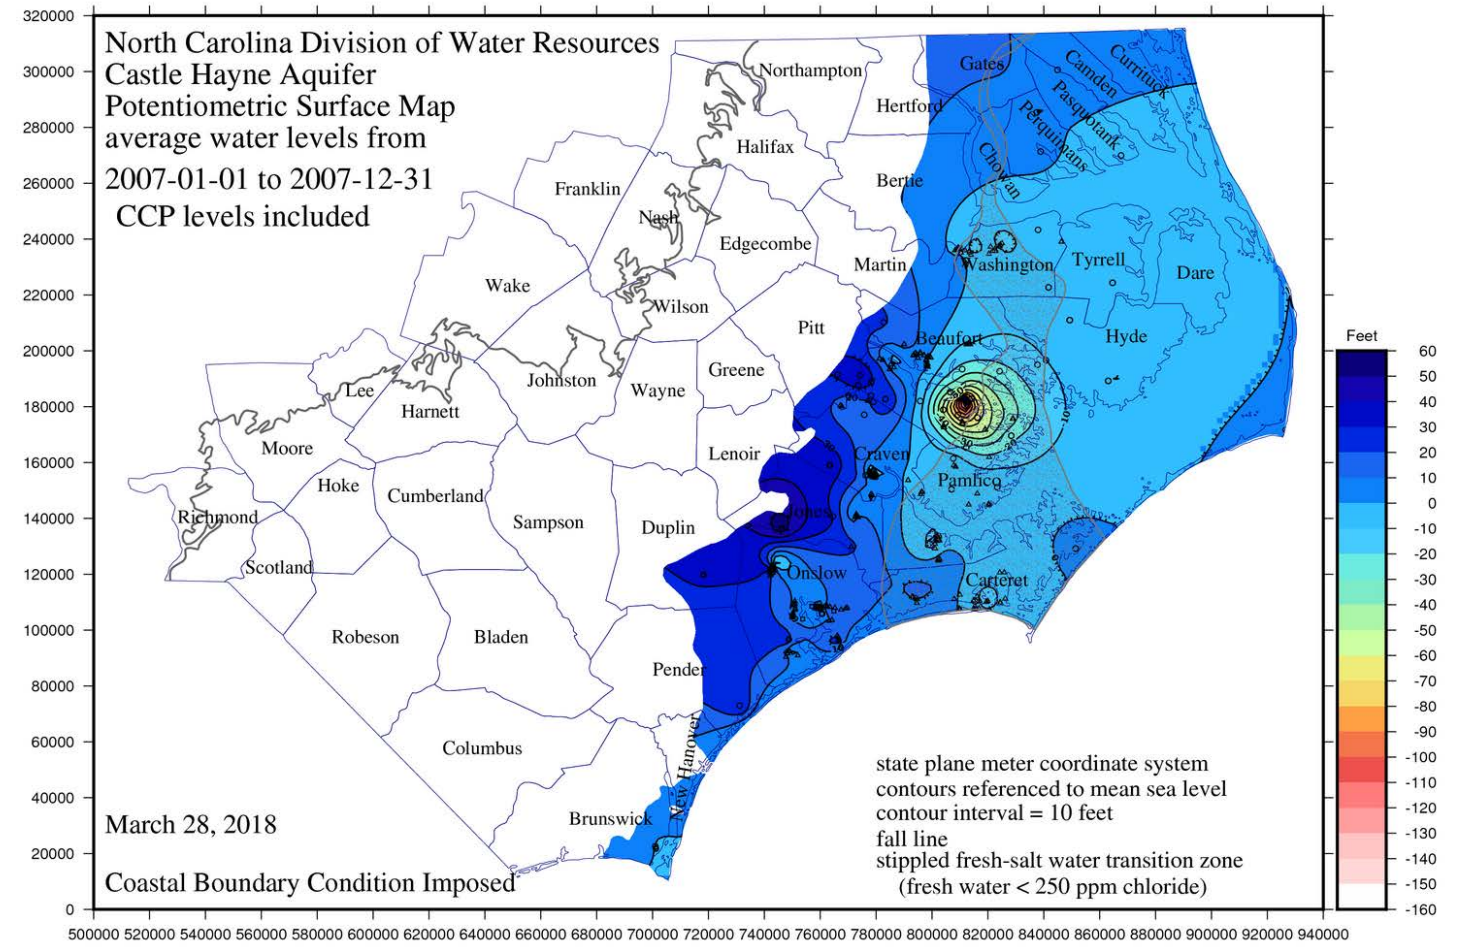 North Carolina Division of Water Resources
Castle Hayne Aquifer
Potentiometric Surface Map
average water levels from
2007-01-01 to 2007-12-31
CCP levels included
320000
300000
280000
260000
240000
220000
200000
180000
160000
140000
120000
100000
80000
60000
40000
20000
0
Northampton
Gates
Camden
Currituck
Hertford
Pasquotank
Perquimans
Halifax
Chowan
Bertie
Franklin
Nash
Edgecombe
Martin
Washington
Tyrrell
Dare
Wake
Wilson
Pitt
Beaufort
Hyde
Greene
Johnston
Wayne
Lee
Harnett
Moore
Lenoir
Craven
Pamlico
Hoke
Cumberland
Richmond
Sampson
Duplin
Jones
Scotland
Onslow
Carteret
Robeson
Bladen
Pender
Columbus
New Hanover
Brunswick
Feet
60
50
40
30
20
10
0
-10
-20
-30
-40
-50
-60
-70
-80
-90
-100
-110
-120
-130
-140
-150
-160
state plane meter coordinate system
contours referenced to mean sea level
contour interval = 10 feet
fall line
stippled fresh-salt water transition zone
(fresh water < 250 ppm chloride)
March 28, 2018
Coastal Boundary Condition Imposed
500000 520000 540000 560000 580000 600000 620000 640000 660000 680000 700000 720000 740000 760000 780000 800000 820000 840000 860000 880000 900000 920000 940000